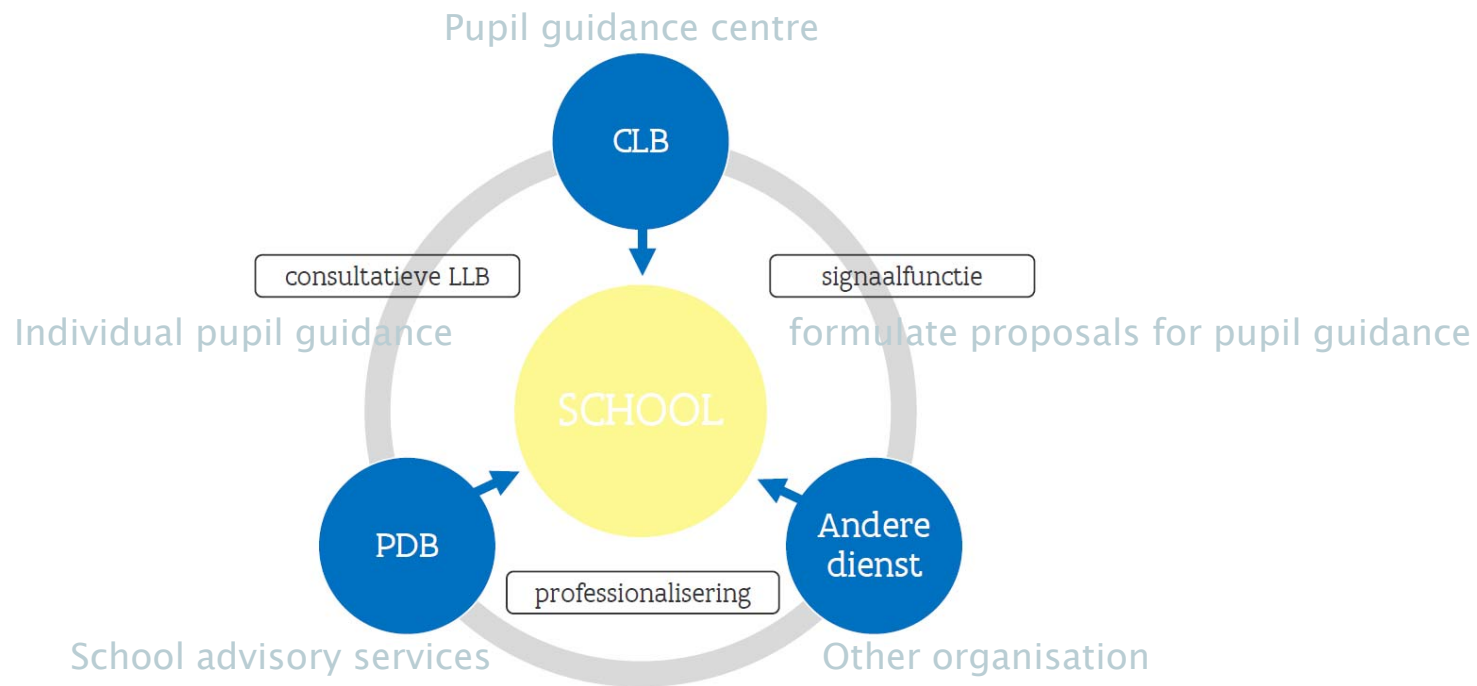 Pupil guidance centre
CLB
consultatieve LLB
signaalfunctie
Individual pupil guidance
formulate proposals for pupil guidance
SCHOOL
PDB
Andere
dienst
professionalisering
School advisory services
Other organisation